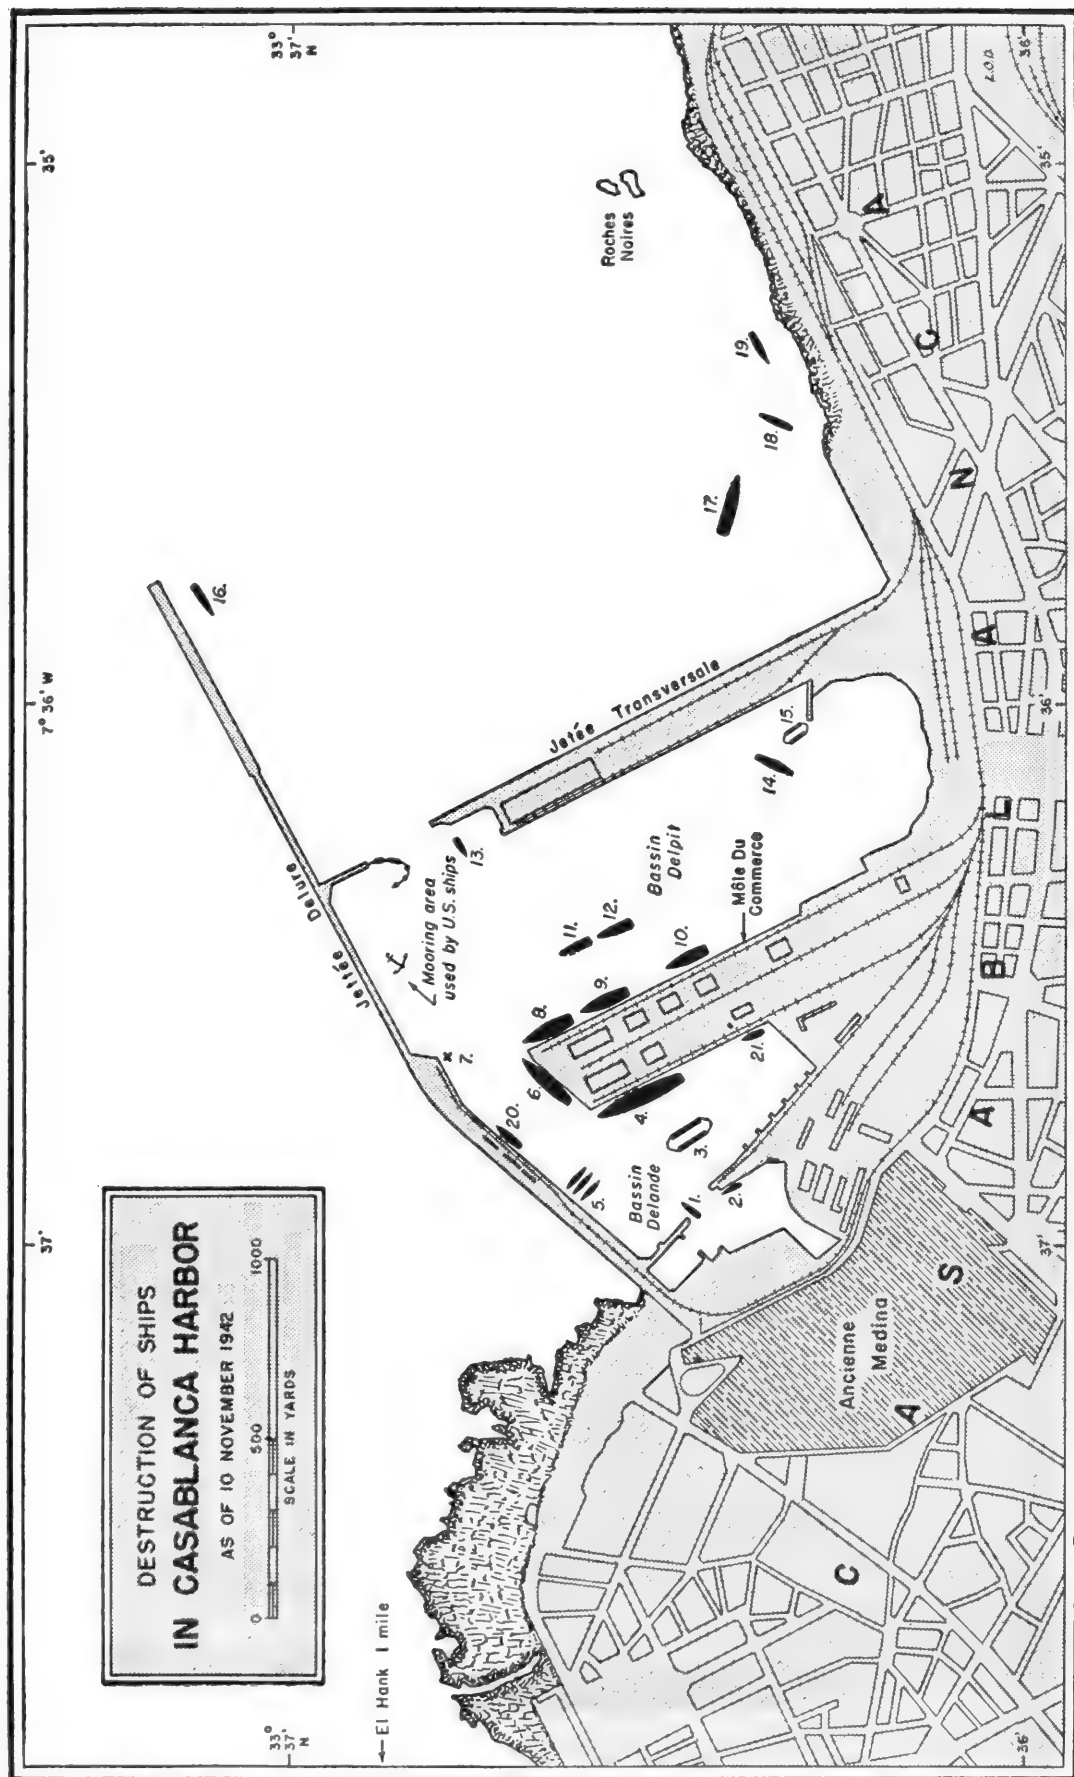 DESTRUCTION OF SHIPS
IN CASABLANCA HARBOR
AS OF 10 NOVEMBER 1942
0 500 1000
SCALE IN YARDS
37'
7° 36' W
35'
33°
37'
N
33°
37'
N
El Hank 1 mile
Jettée Delure
16.
Mooring area
used by U.S. ships
Roches
Noires
7.
13.
Jetée Transversale
20.
6.
8.
11.
12.
Bassin
Delpit
17.
18.
19.
5.
9.
10.
Môle Du
Commerce
14.
15.
Bassin
Delande
4.
3.
1.
2.
21.
Ancienne
Medina
C A S A B L A N C A
L.O.D.
36'
37'
36'
35'
36'